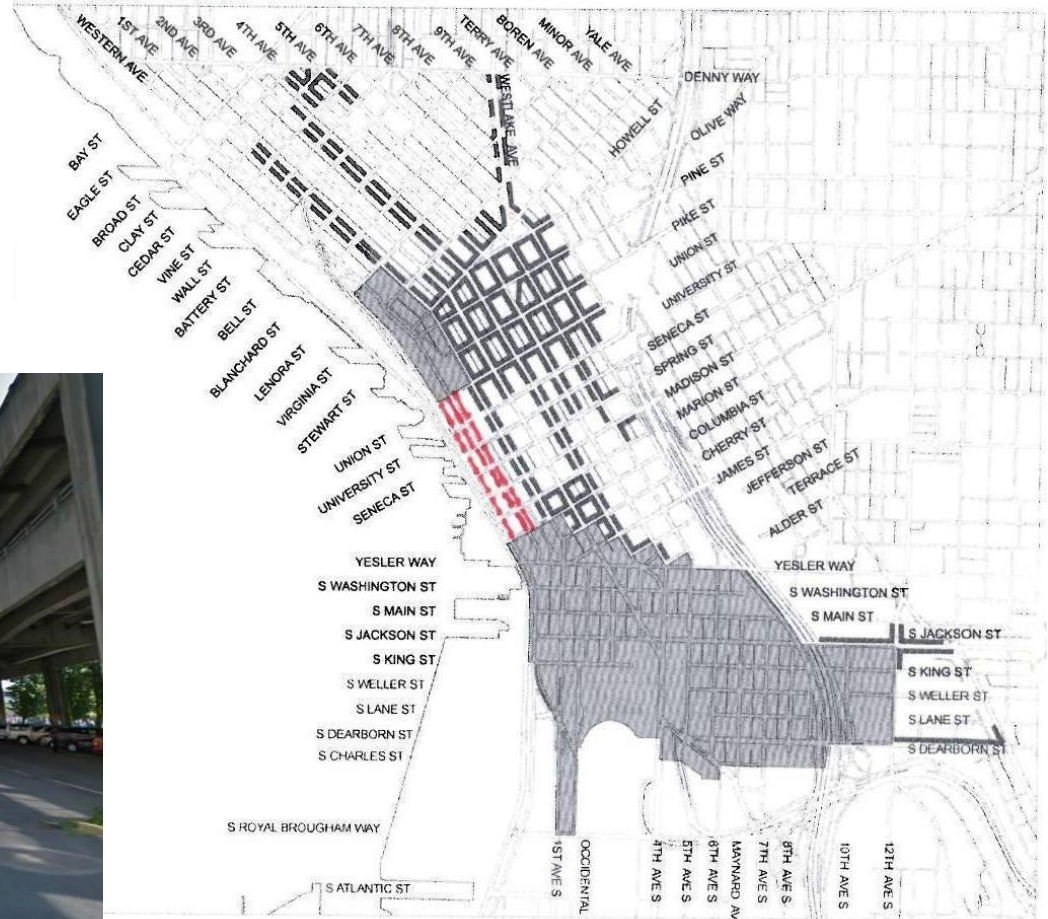 WESTERN AVE
1ST AVE
2ND AVE
3RD AVE
4TH AVE
5TH AVE
6TH AVE
7TH AVE
8TH AVE
9TH AVE
TERRY AVE
BOREN AVE
MINOR AVE
YALE AVE
WESTLAKE AVE
DENNY WAY
HOWELL ST
OLIVE WAY
PINE ST
PIKE ST
UNION ST
UNIVERSITY ST
SENECA ST
SPRING ST
MADISON ST
MARION ST
COLUMBIA ST
CHERRY ST
JAMES ST
JEFFERSON ST
TERRACE ST
ALDER ST
BAY ST
EAGLE ST
BROAD ST
CLAY ST
CEDAR ST
VINE ST
WALL ST
BATTERY ST
BELL ST
BLANCHARD ST
LENORA ST
VIRGINIA ST
STEWART ST
UNION ST
UNIVERSITY ST
SENECA ST
YESLER WAY
S WASHINGTON ST
S MAIN ST
S JACKSON ST
S KING ST
S WELLER ST
S LANE ST
S DEARBORN ST
S CHARLES ST
S ROYAL BROUGHAM WAY
S ATLANTIC ST
YESLER WAY
S WASHINGTON ST
S MAIN ST
S JACKSON ST
S KING ST
S WELLER ST
S LANE ST
S DEARBORN ST
1ST AVE S
OCCIDENTAL
4TH AVE S
5TH AVE S
6TH AVE S
MAYNARD AV
7TH AVE S
8TH AVE S
10TH AVE S
12TH AVE S